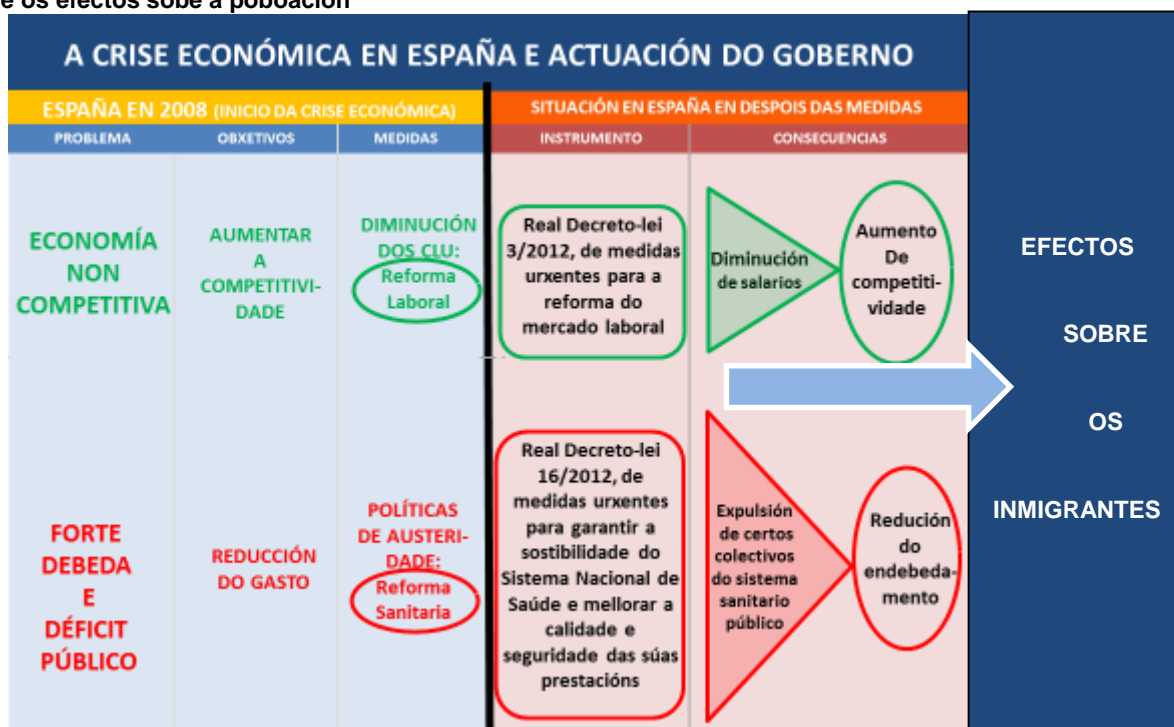 e os efectos sobe a poboación
A CRISE ECONÓMICA EN ESPAÑA E ACTUACIÓN DO GOBERNO
ESPAÑA EN 2008 (INICIO DA CRISE ECONÓMICA)
SITUACIÓN EN ESPAÑA EN DESPOIS DAS MEDIDAS
PROBLEMA
OBXETIVOS
MEDIDAS
INSTRUMENTO
CONSECUENCIAS
ECONOMÍA
NON
COMPETITIVA
AUMENTAR
A
COMPETITIVI-
DADE
DIMINUCIÓN
DOS CLU:
Reforma
Laboral
Real Decreto-lei
3/2012, de medidas
urxentes para a
reforma do
mercado laboral
Diminución
de salarios
Aumento
De
competiti-
vidade
FORTE
DEBEDA
E
DÉFICIT
PÚBLICO
REDUCCIÓN
DO GASTO
POLÍTICAS
DE AUSTERI-
DADE:
Reforma
Sanitaria
Real Decreto-lei
16/2012, de
medidas urxentes
para garantir a
sostibilidade do
Sistema Nacional de
Saúde e mellorar a
calidade e
seguridade das súas
prestacións
Expulsión
de certos
colectivos
do sistema
sanitario
público
Redución
do
endebeda-
mento
EFECTOS
SOBRE
OS
INMIGRANTES